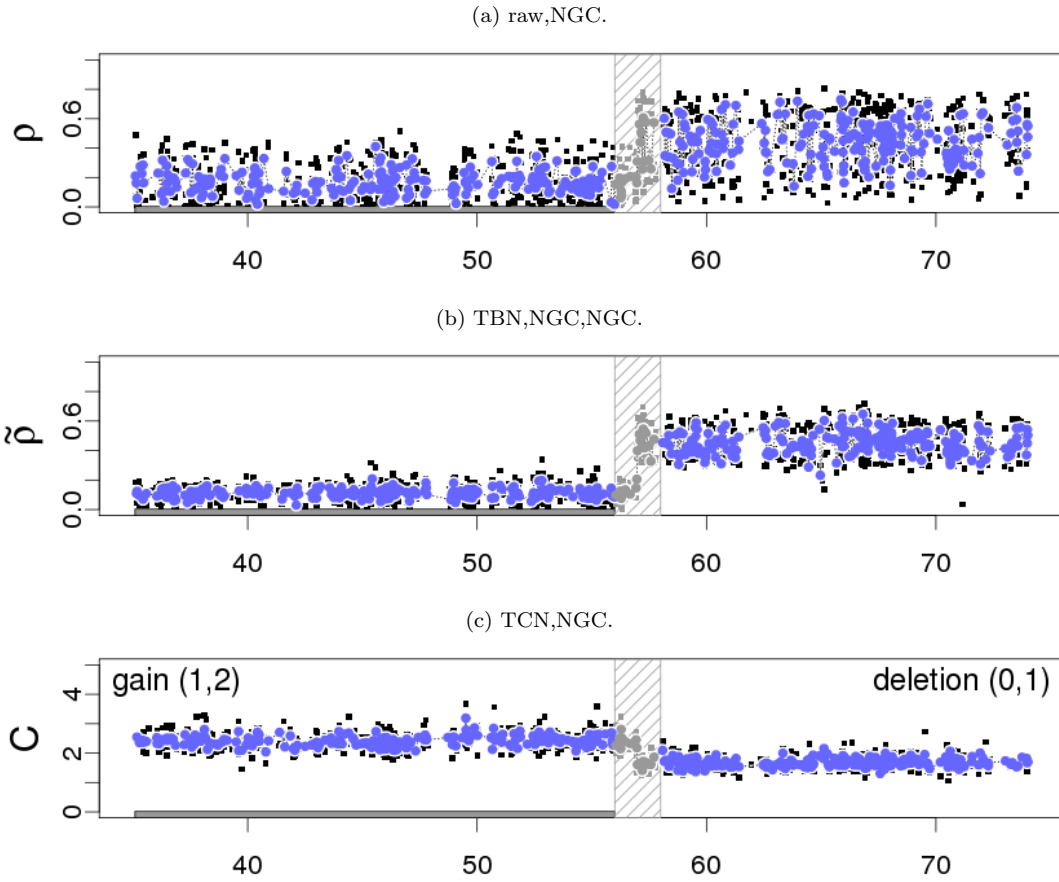 (a) raw,NGC.
ρ
0.0 0.6
40 50 60 70
(b) TBN,NGC,NGC.
ρ̃
0.0 0.6
40 50 60 70
(c) TCN,NGC.
gain (1,2) deletion (0,1)
C
0 2 4
40 50 60 70